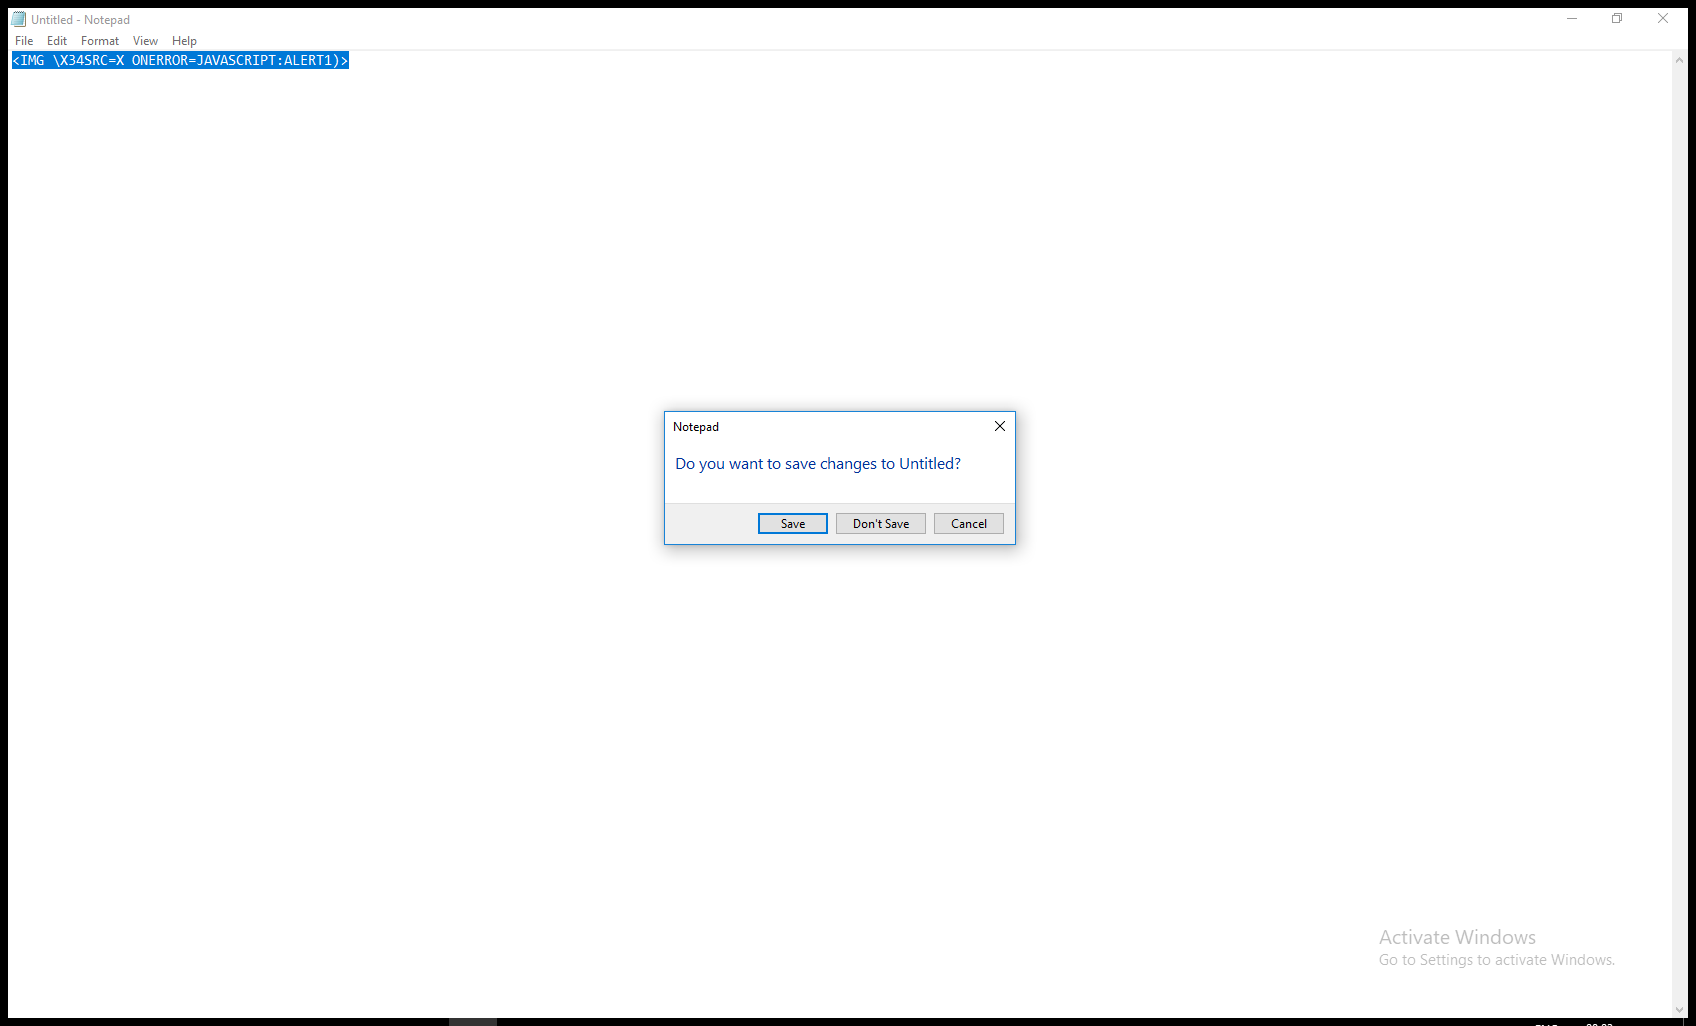 Untitled - Notepad
File Edit Format View Help
<IMG \X34SRC=X ONERROR=JAVASCRIPT:ALERT1)>
Notepad
Do you want to save changes to Untitled?
Save Don't Save Cancel
Activate Windows
Go to Settings to activate Windows.